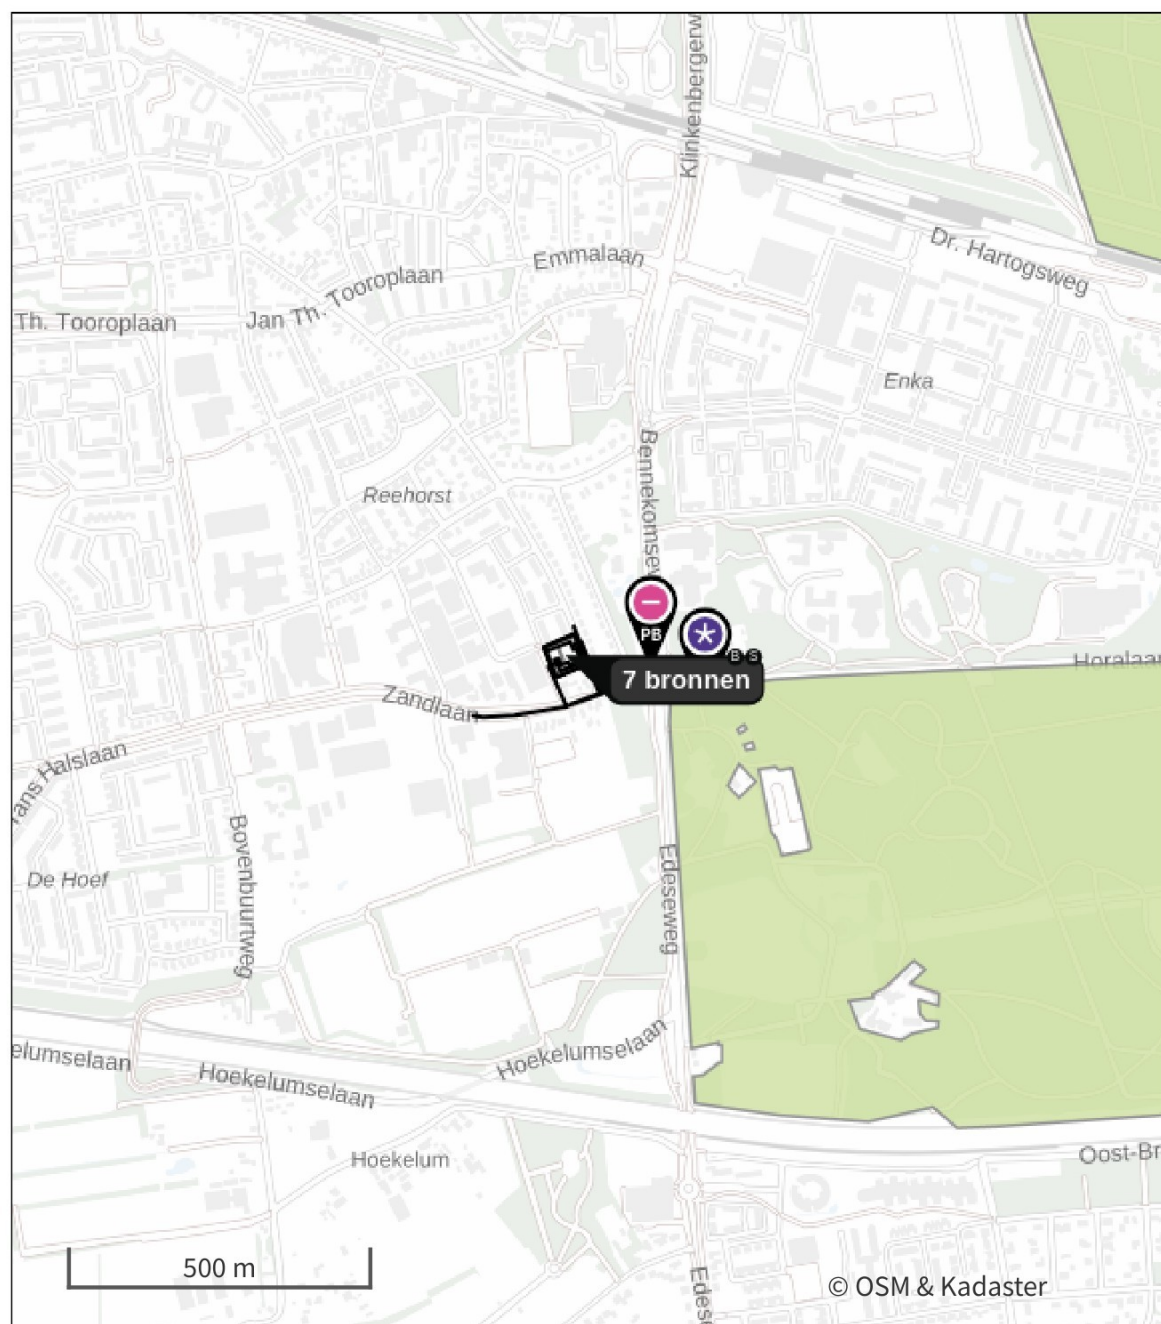 Klinkenbergerw
Dr. Hartogsweg
Emmalaan
Jan Th. Tooroplaan
Th. Tooroplaan
Enka
Bennekomsew
Reehorst
PB
B S
7 bronnen
Horalaan
Zandlaan
ans Halslaan
Bovenbuurtweg
Edeseweg
De Hoef
Hoekelumselaan
elumselaan
Hoekelumselaan
Hoekelum
Oost-Br
500 m
© OSM & Kadaster
Edes